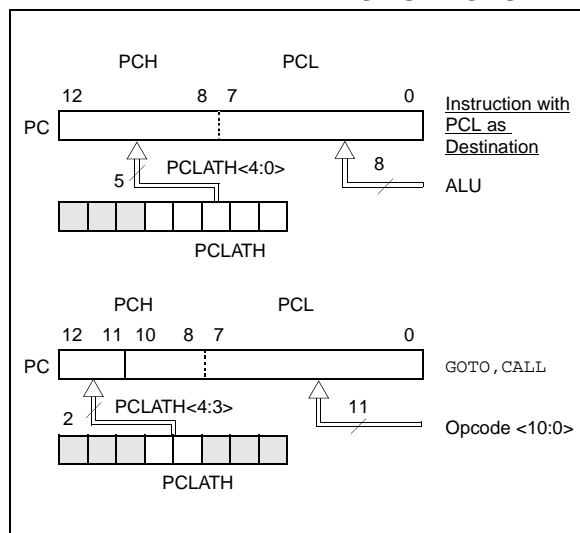 PCH PCL
12 8 7 0
PC
Instruction with
PCL as
Destination
5 PCLATH<4:0> 8
ALU
PCLATH
PCH PCL
12 11 10 8 7 0
PC GOTO,CALL
2 PCLATH<4:3> 11
Opcode <10:0>
PCLATH